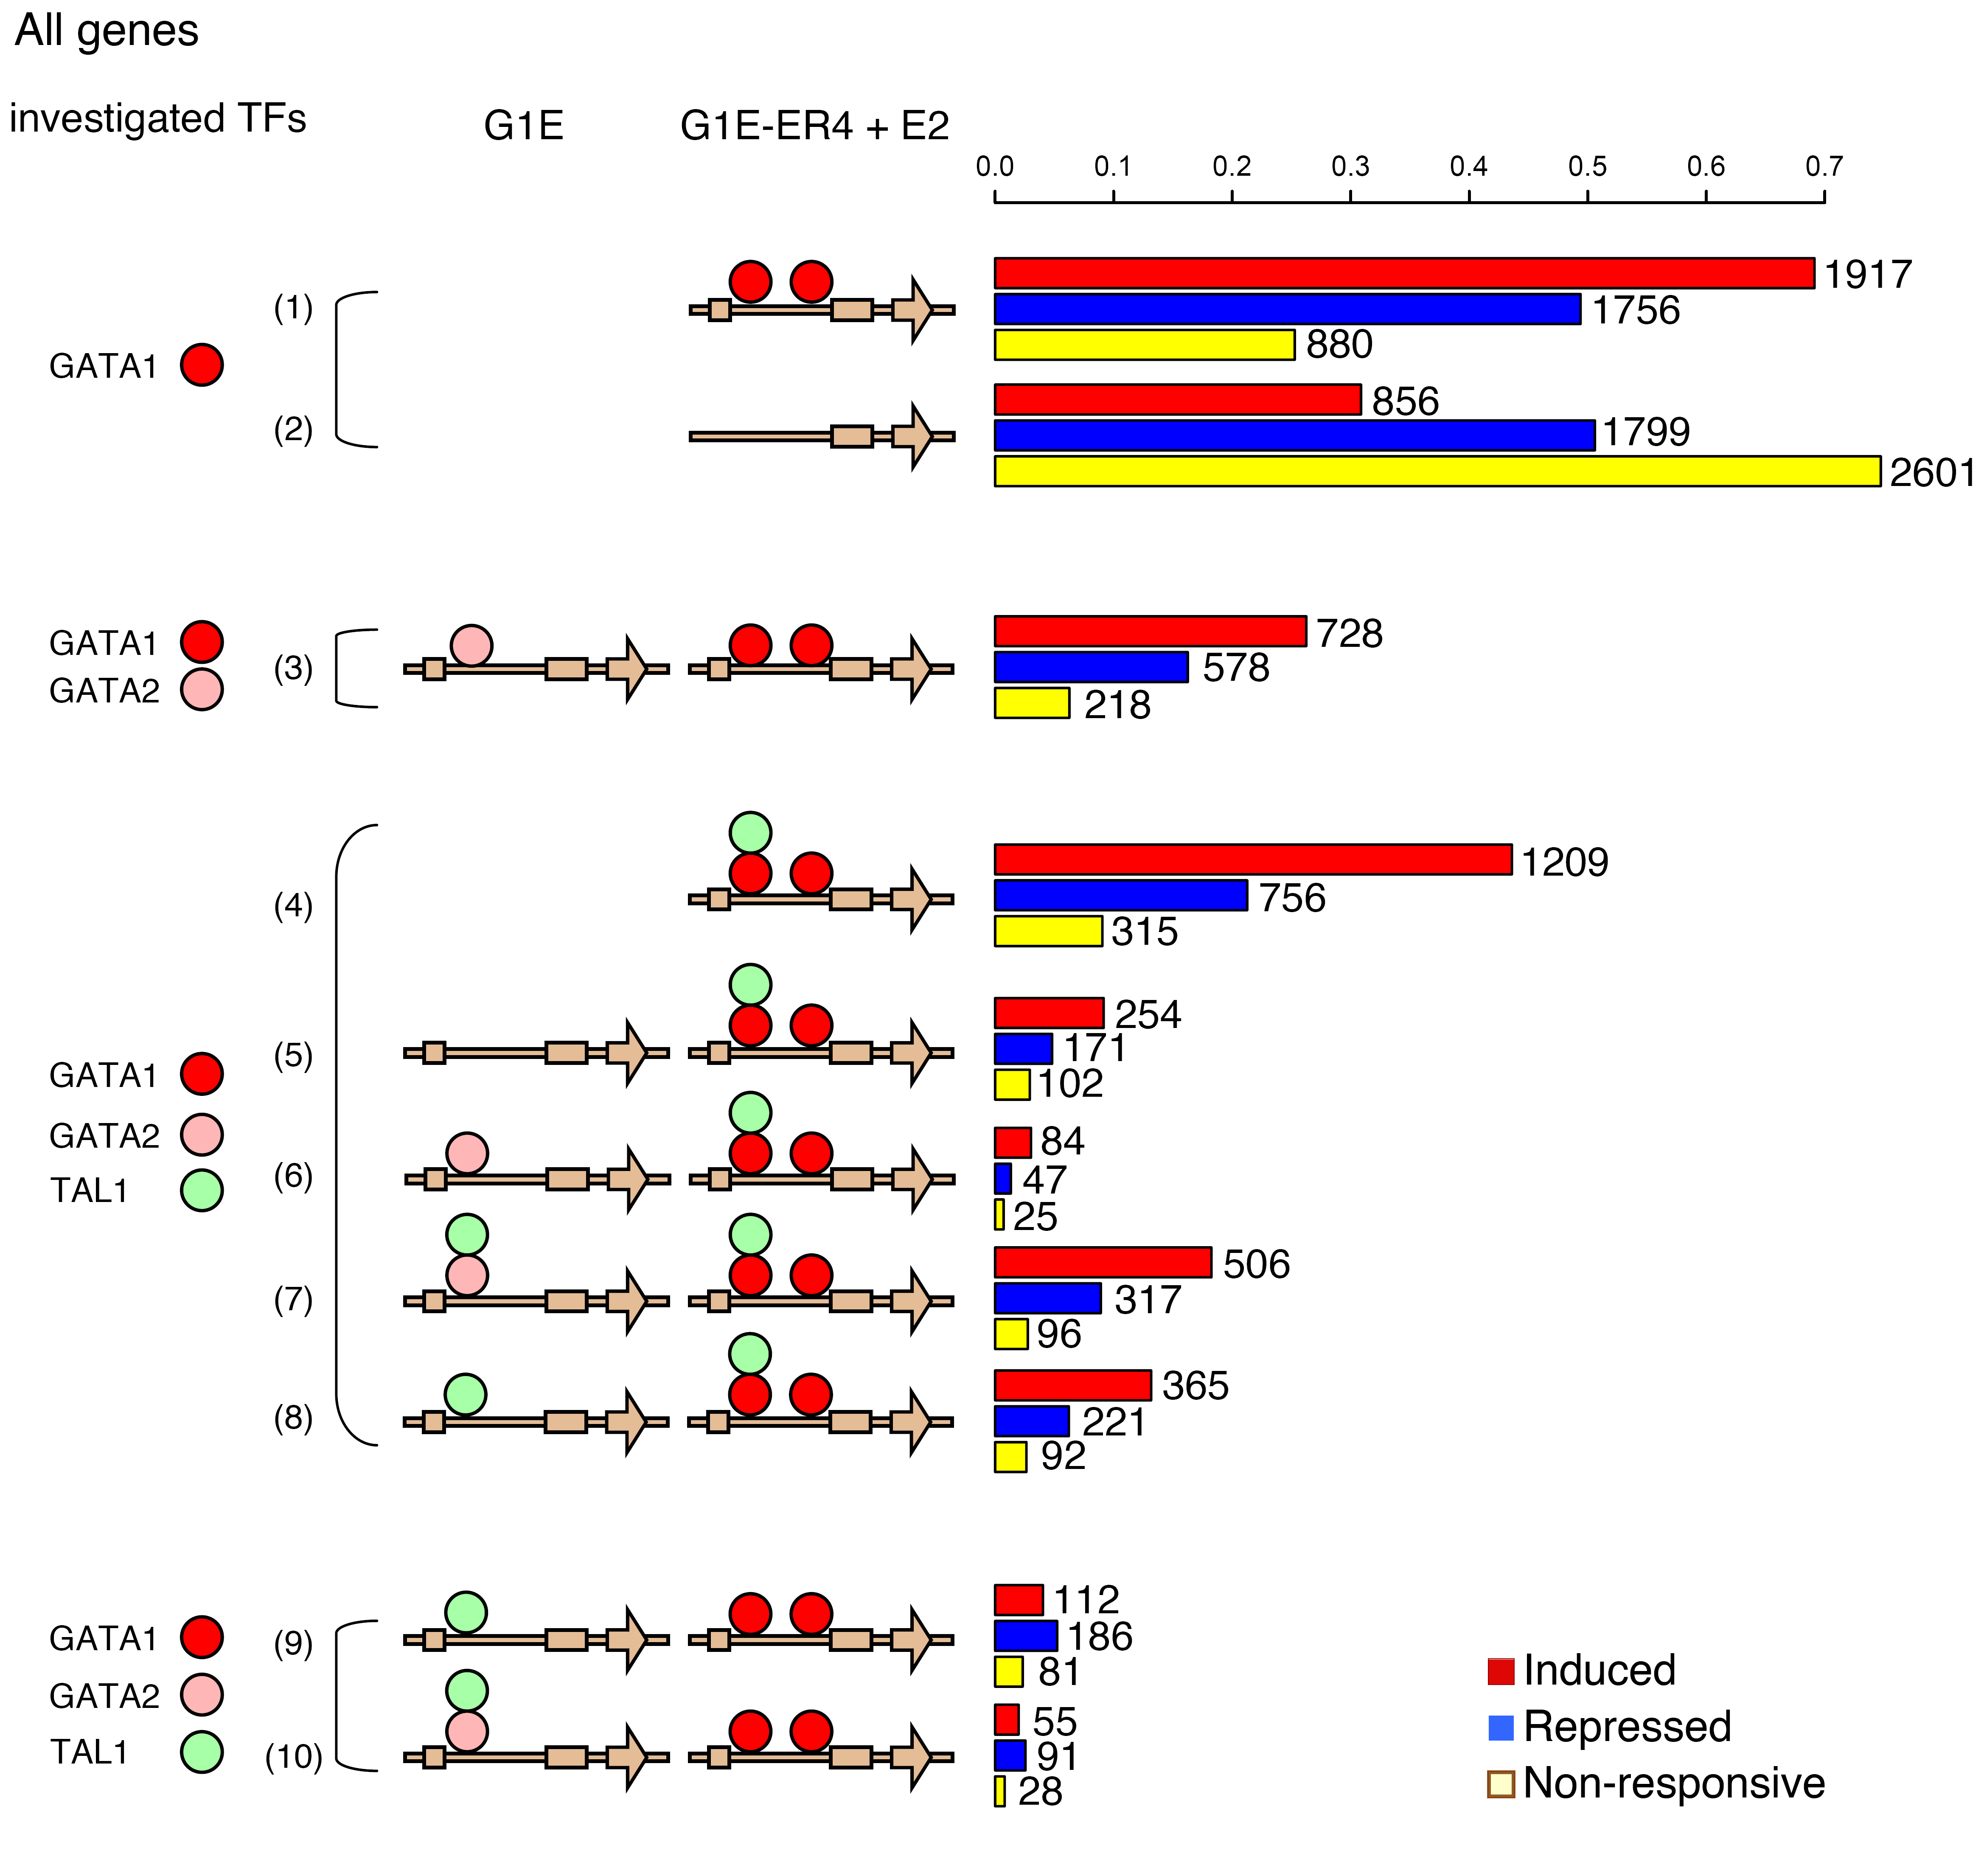 All genes
investigated TFs G1E G1E-ER4 + E2
0.0 0.1 0.2 0.3 0.4 0.5 0.6 0.7
(1)
1917
1756
880
GATA1
(2)
856
1799
2601
GATA1
GATA2
(3)
728
578
218
(4)
1209
756
315
(5)
254
171
102
GATA1
GATA2
TAL1
(6)
84
47
25
(7)
506
317
96
(8)
365
221
92
GATA1
GATA2
TAL1
(9)
112
186
81
(10)
55
91
28
Induced
Repressed
Non-responsive